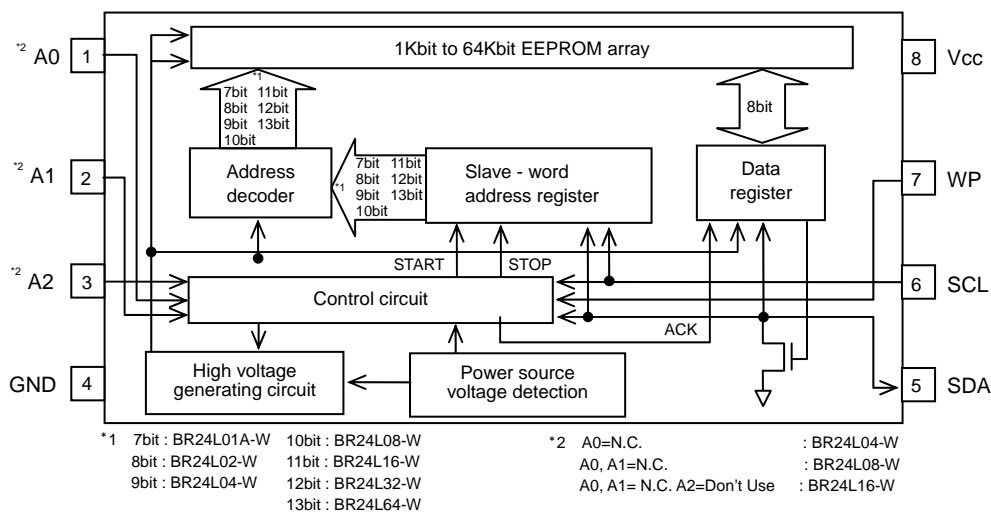 1Kbit to 64Kbit EEPROM array
*2 A0 1
8 Vcc
*1
7bit 11bit
8bit 12bit
9bit 13bit
10bit
8bit
*2 A1 2
Address
decoder
*1
7bit 11bit
8bit 12bit
9bit 13bit
10bit
Slave - word
address register
Data
register
7 WP
START STOP
*2 A2 3
Control circuit
6 SCL
ACK
GND 4
High voltage
generating circuit
Power source
voltage detection
5 SDA
*1 7bit : BR24L01A-W
8bit : BR24L02-W
9bit : BR24L04-W
10bit : BR24L08-W
11bit : BR24L16-W
12bit : BR24L32-W
13bit : BR24L64-W
*2 A0=N.C. : BR24L04-W
A0, A1=N.C. : BR24L08-W
A0, A1= N.C. A2=Don't Use : BR24L16-W